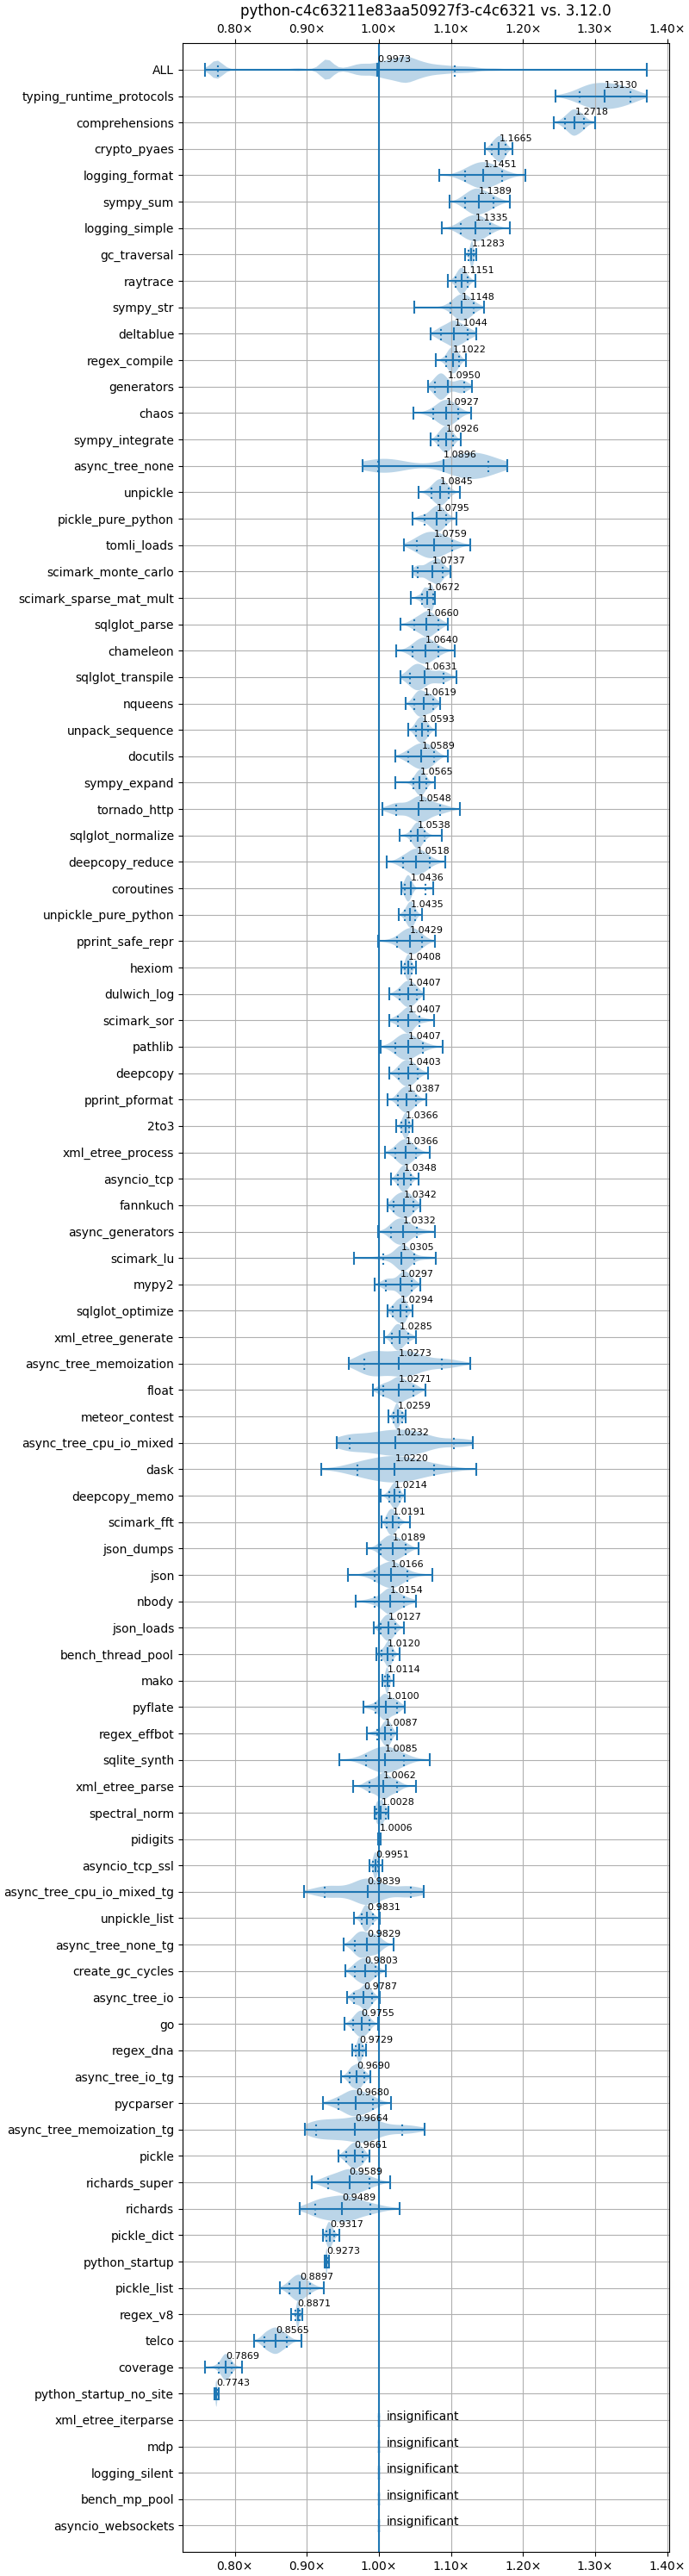 python-c4c63211e83aa50927f3-c4c6321 vs. 3.12.0
0.80× 0.90× 1.00× 1.10× 1.20× 1.30× 1.40×
ALL 0.9973
typing_runtime_protocols 1.3130
comprehensions 1.2718
crypto_pyaes 1.1665
logging_format 1.1451
sympy_sum 1.1389
logging_simple 1.1335
gc_traversal 1.1283
raytrace 1.1151
sympy_str 1.1148
deltablue 1.1044
regex_compile 1.1022
generators 1.0950
chaos 1.0927
sympy_integrate 1.0926
async_tree_none 1.0896
unpickle 1.0845
pickle_pure_python 1.0795
tomli_loads 1.0759
scimark_monte_carlo 1.0737
scimark_sparse_mat_mult 1.0672
sqlglot_parse 1.0660
chameleon 1.0640
sqlglot_transpile 1.0631
nqueens 1.0619
unpack_sequence 1.0593
docutils 1.0589
sympy_expand 1.0565
tornado_http 1.0548
sqlglot_normalize 1.0538
deepcopy_reduce 1.0518
coroutines 1.0436
unpickle_pure_python 1.0435
pprint_safe_repr 1.0429
hexiom 1.0408
dulwich_log 1.0407
scimark_sor 1.0407
pathlib 1.0407
deepcopy 1.0403
pprint_pformat 1.0387
2to3 1.0366
xml_etree_process 1.0366
asyncio_tcp 1.0348
fannkuch 1.0342
async_generators 1.0332
scimark_lu 1.0305
mypy2 1.0297
sqlglot_optimize 1.0294
xml_etree_generate 1.0285
async_tree_memoization 1.0273
float 1.0271
meteor_contest 1.0259
async_tree_cpu_io_mixed 1.0232
dask 1.0220
deepcopy_memo 1.0214
scimark_fft 1.0191
json_dumps 1.0189
json 1.0166
nbody 1.0154
json_loads 1.0127
bench_thread_pool 1.0120
mako 1.0114
pyflate 1.0100
regex_effbot 1.0087
sqlite_synth 1.0085
xml_etree_parse 1.0062
spectral_norm 1.0028
pidigits 1.0006
asyncio_tcp_ssl 0.9951
async_tree_cpu_io_mixed_tg 0.9839
unpickle_list 0.9831
async_tree_none_tg 0.9829
create_gc_cycles 0.9803
async_tree_io 0.9787
go 0.9755
regex_dna 0.9729
async_tree_io_tg 0.9690
pycparser 0.9680
async_tree_memoization_tg 0.9664
pickle 0.9661
richards_super 0.9589
richards 0.9489
pickle_dict 0.9317
python_startup 0.9273
pickle_list 0.8897
regex_v8 0.8871
telco 0.8565
coverage 0.7869
python_startup_no_site 0.7743
xml_etree_iterparse insignificant
mdp insignificant
logging_silent insignificant
bench_mp_pool insignificant
asyncio_websockets insignificant
0.80× 0.90× 1.00× 1.10× 1.20× 1.30× 1.40×